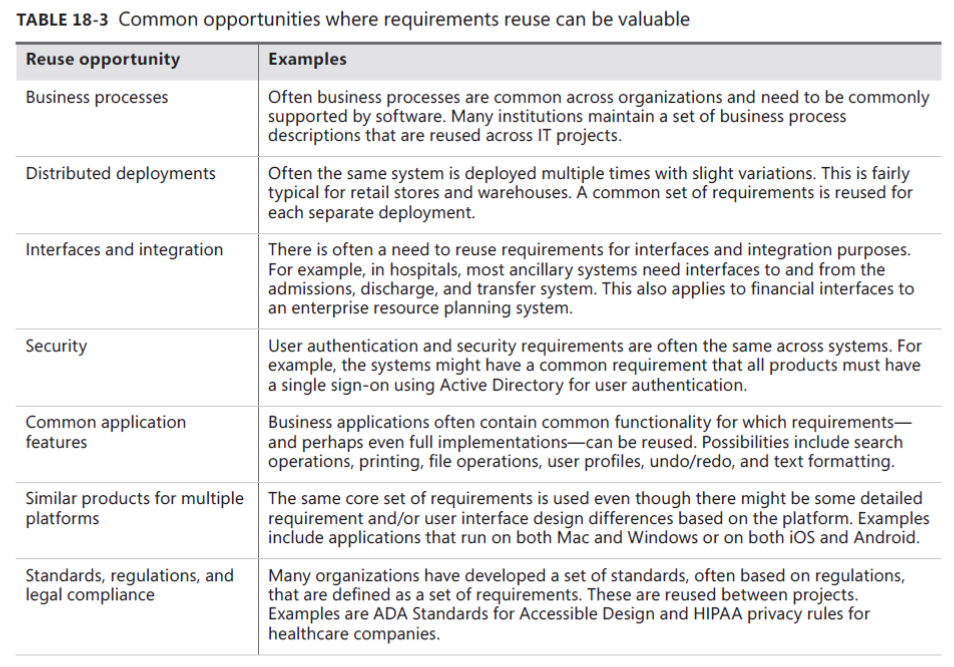 TABLE 18-3 Common opportunities where requirements reuse can be valuable
Reuse opportunity
Examples
Business processes
Often business processes are common across organizations and need to be commonly
supported by software. Many institutions maintain a set of business process
descriptions that are reused across IT projects.
Distributed deployments
Often the same system is deployed multiple times with slight variations. This is fairly
typical for retail stores and warehouses. A common set of requirements is reused for
each separate deployment.
Interfaces and integration
There is often a need to reuse requirements for interfaces and integration purposes.
For example, in hospitals, most ancillary systems need interfaces to and from the
admissions, discharge, and transfer system. This also applies to financial interfaces to
an enterprise resource planning system.
Security
User authentication and security requirements are often the same across systems. For
example, the systems might have a common requirement that all products must have
a single sign-on using Active Directory for user authentication.
Common application
features
Business applications often contain common functionality for which requirements—
and perhaps even full implementations—can be reused. Possibilities include search
operations, printing, file operations, user profiles, undo/redo, and text formatting.
Similar products for multiple
platforms
The same core set of requirements is used even though there might be some detailed
requirement and/or user interface design differences based on the platform. Examples
include applications that run on both Mac and Windows or on both iOS and Android.
Standards, regulations, and
legal compliance
Many organizations have developed a set of standards, often based on regulations,
that are defined as a set of requirements. These are reused between projects.
Examples are ADA Standards for Accessible Design and HIPAA privacy rules for
healthcare companies.